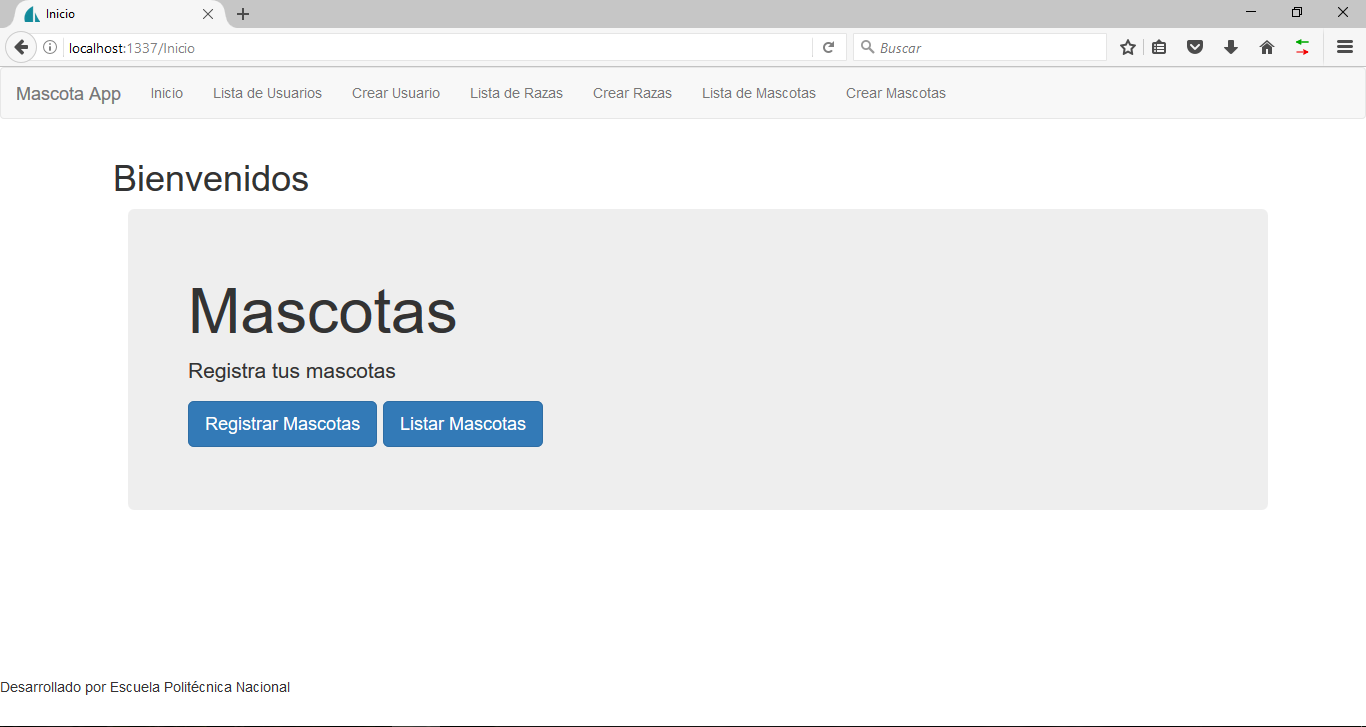 Inicio
localhost:1337/Inicio
Buscar
Mascota App Inicio Lista de Usuarios Crear Usuario Lista de Razas Crear Razas Lista de Mascotas Crear Mascotas
Bienvenidos
Mascotas
Registra tus mascotas
Registrar Mascotas Listar Mascotas
Desarrollado por Escuela Politécnica Nacional